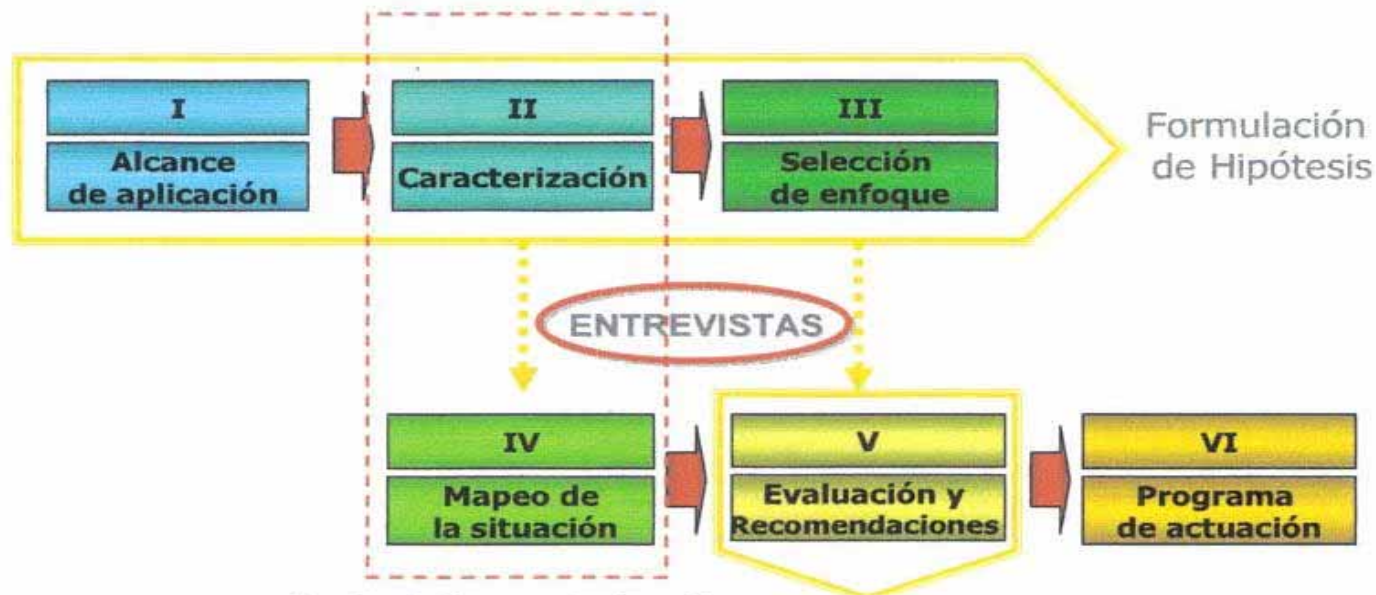 I
II
III
Alcance
de aplicación
Caracterización
Selección
de enfoque
Formulación
de Hipótesis
ENTREVISTAS
IV
V
VI
Mapeo de
la situación
Evaluación y
Recomendaciones
Programa
de actuación